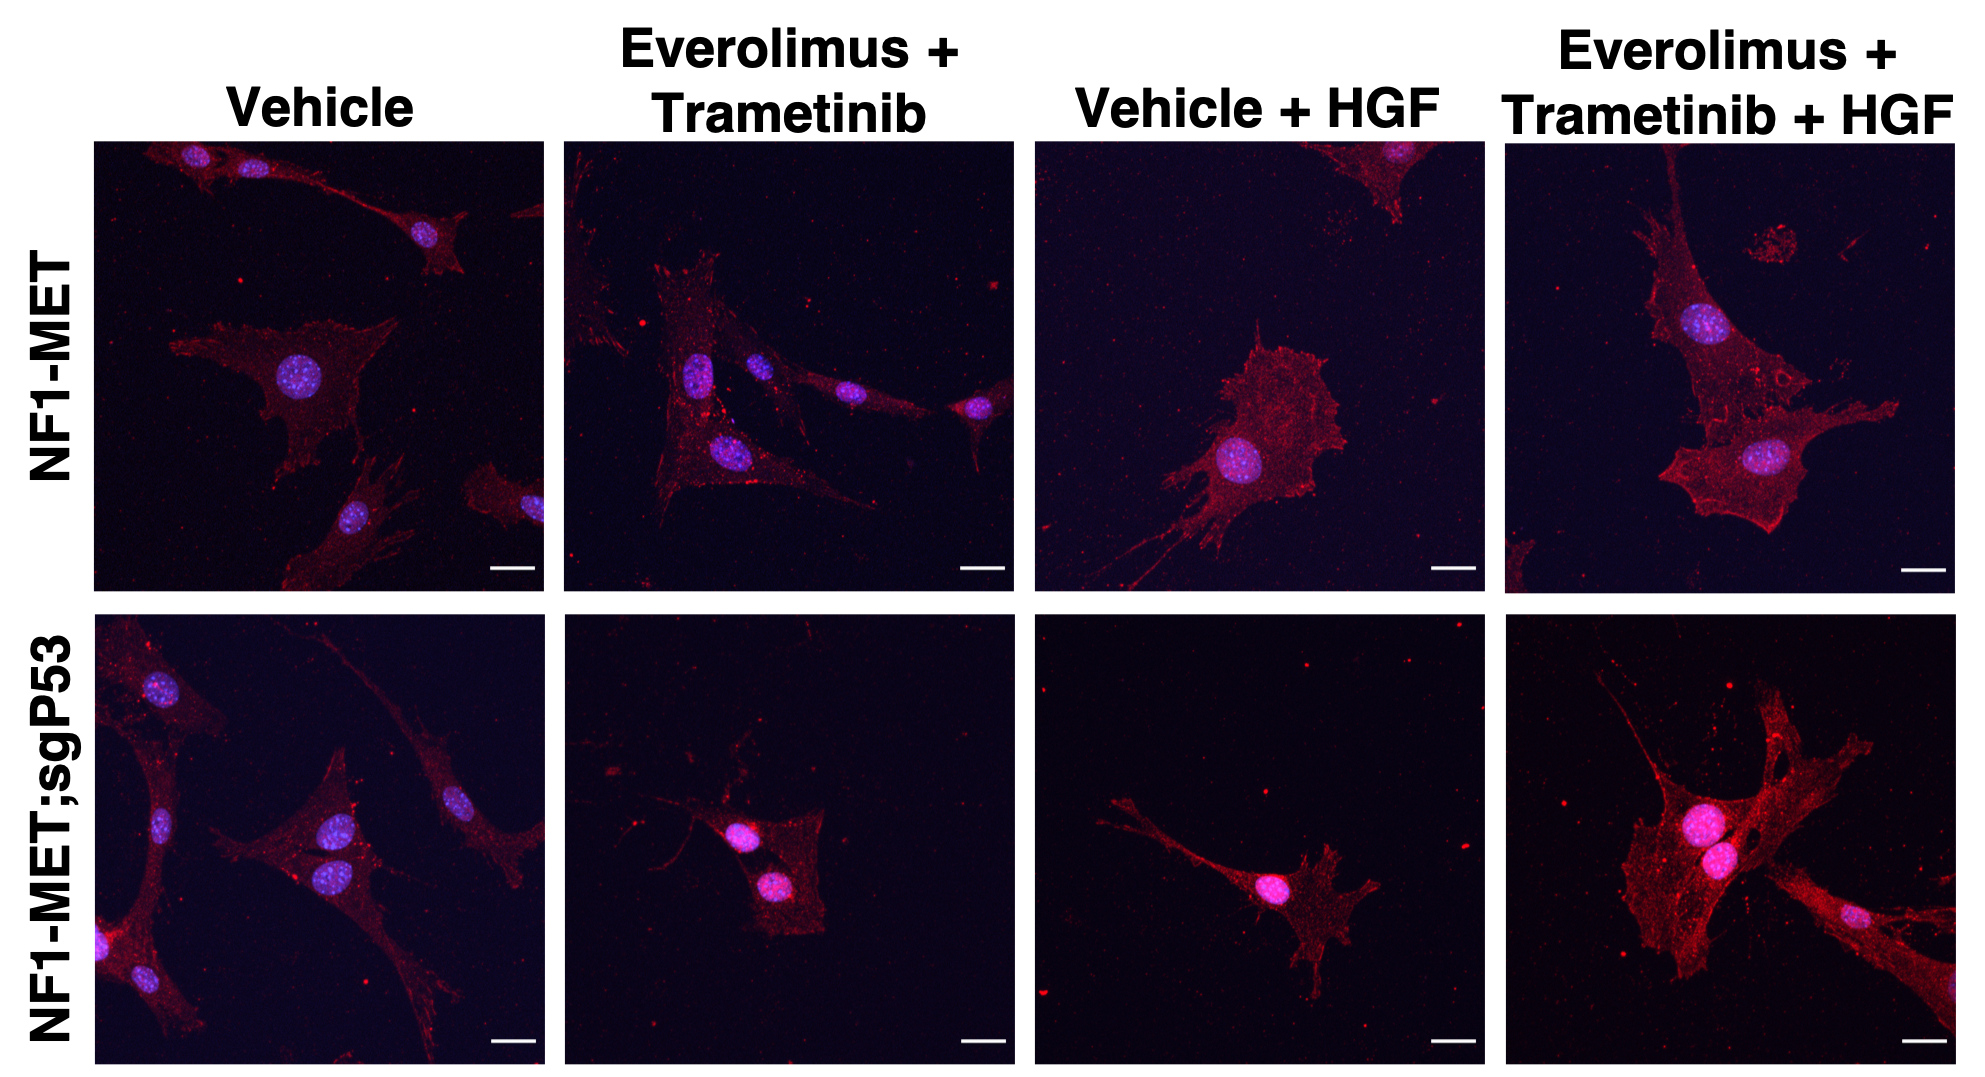 Vehicle
Everolimus +
Trametinib
Vehicle + HGF
Everolimus +
Trametinib + HGF
NF1-MET
NF1-MET;sgP53